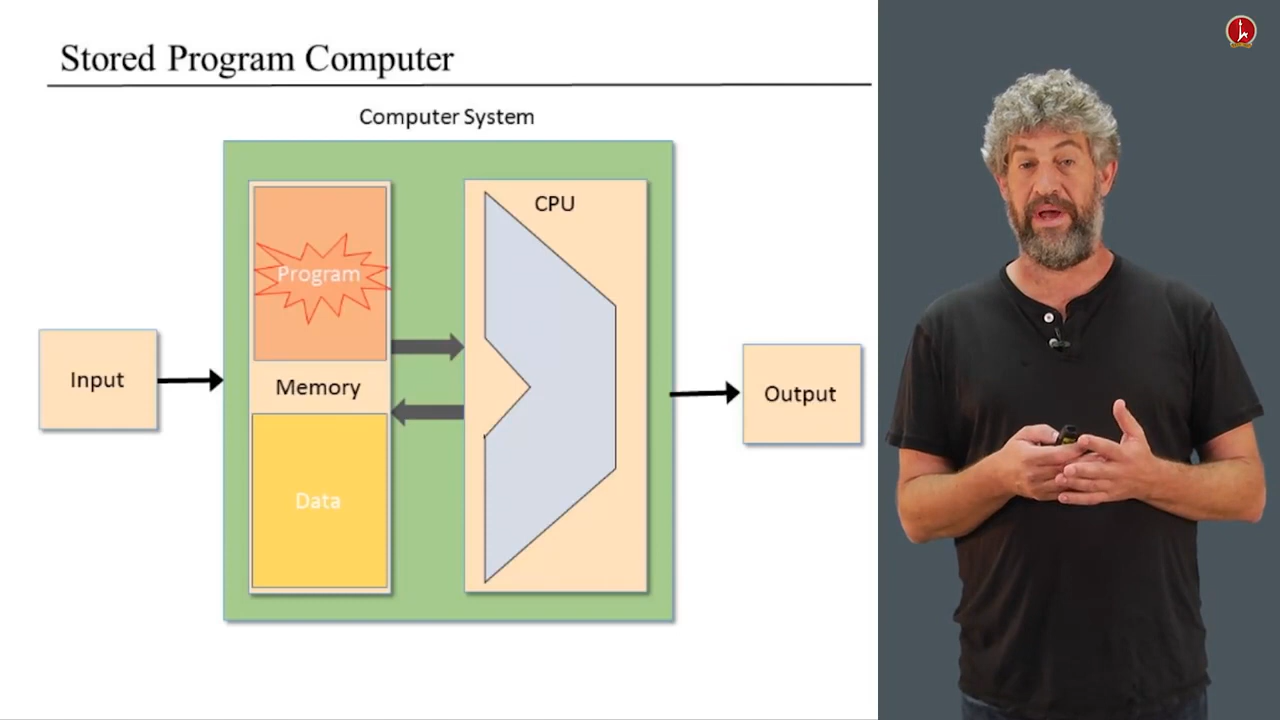 Stored Program Computer
Computer System
CPU
Program
Input
Memory
Output
Data